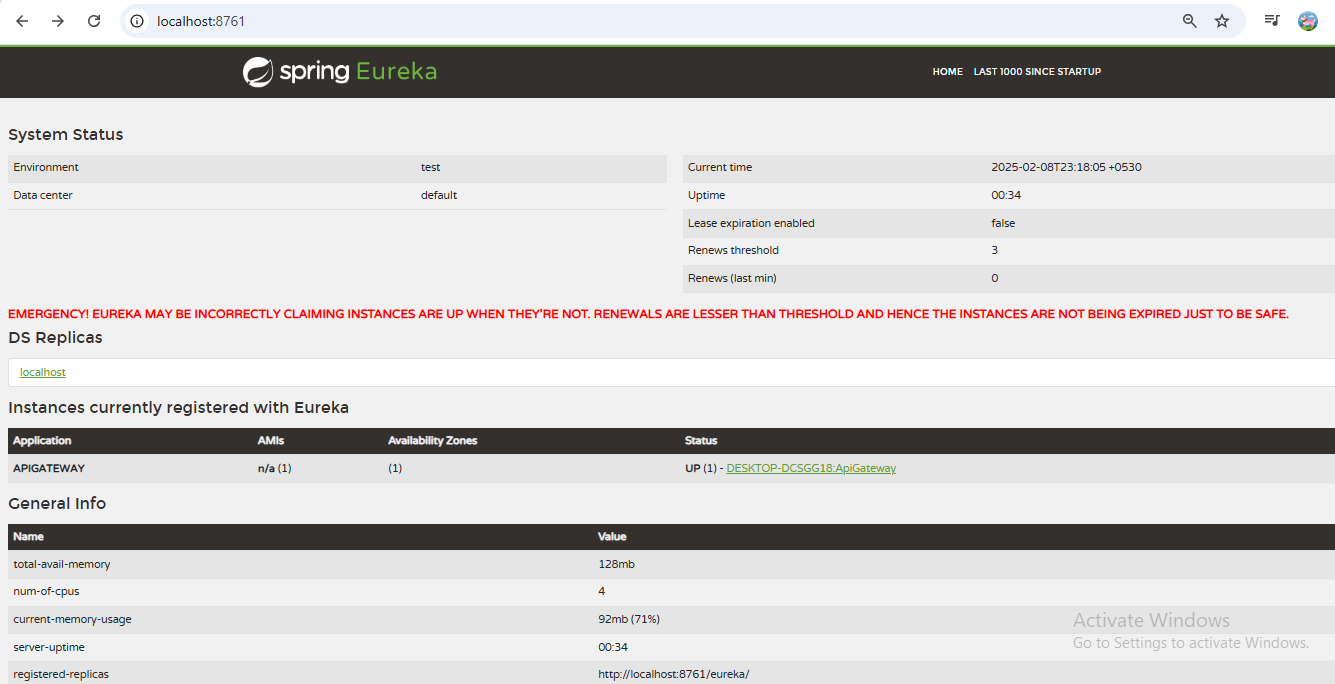 localhost:8761
spring Eureka
HOME LAST 1000 SINCE STARTUP
System Status
Environment test
Data center default
Current time 2025-02-08T23:18:05 +0530
Uptime 00:34
Lease expiration enabled false
Renews threshold 3
Renews (last min) 0
EMERGENCY! EUREKA MAY BE INCORRECTLY CLAIMING INSTANCES ARE UP WHEN THEY'RE NOT. RENEWALS ARE LESSER THAN THRESHOLD AND HENCE THE INSTANCES ARE NOT BEING EXPIRED JUST TO BE SAFE.
DS Replicas
localhost
Instances currently registered with Eureka
Application AMIs Availability Zones Status
APIGATEWAY n/a (1) (1) UP (1) - DESKTOP-DCSGG18:ApiGateway
General Info
Name Value
total-avail-memory 128mb
num-of-cpus 4
current-memory-usage 92mb (71%)
server-uptime 00:34
registered-replicas http://localhost:8761/eureka/
Activate Windows
Go to Settings to activate Windows.